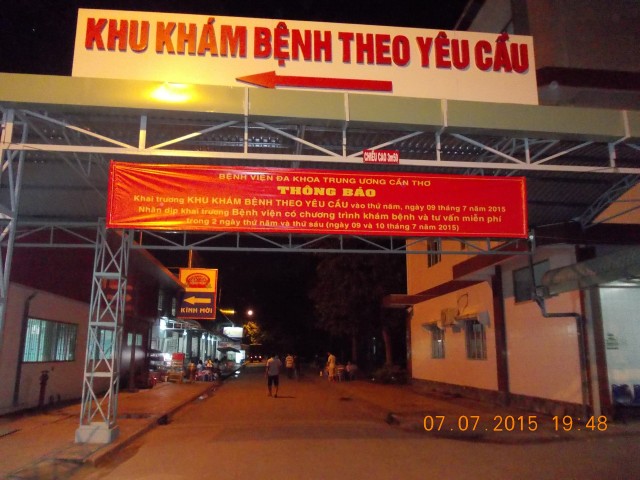 KHU KHÁM BỆNH THEO YÊU CẦU
CHIỀU CAO 3m50
BỆNH VIỆN ĐA KHOA TRUNG ƯƠNG CẦN THƠ
THÔNG BÁO
Khai trương KHU KHÁM BỆNH THEO YÊU CẦU vào thứ năm, ngày 09 tháng 7 năm 2015
Nhân dịp khai trương Bệnh viện có chương trình khám bệnh và tư vấn miễn phí
trong 2 ngày thứ năm và thứ sáu (ngày 09 và 10 tháng 7 năm 2015)
KÍNH MỜI
07.07.2015 19:48